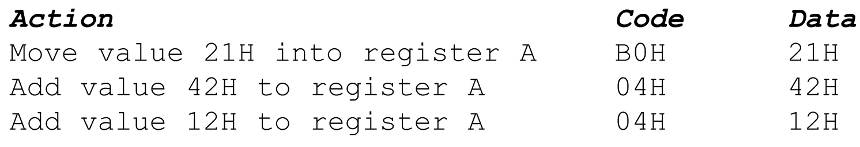 Action Code Data
Move value 21H into register A B0H 21H
Add value 42H to register A 04H 42H
Add value 12H to register A 04H 12H